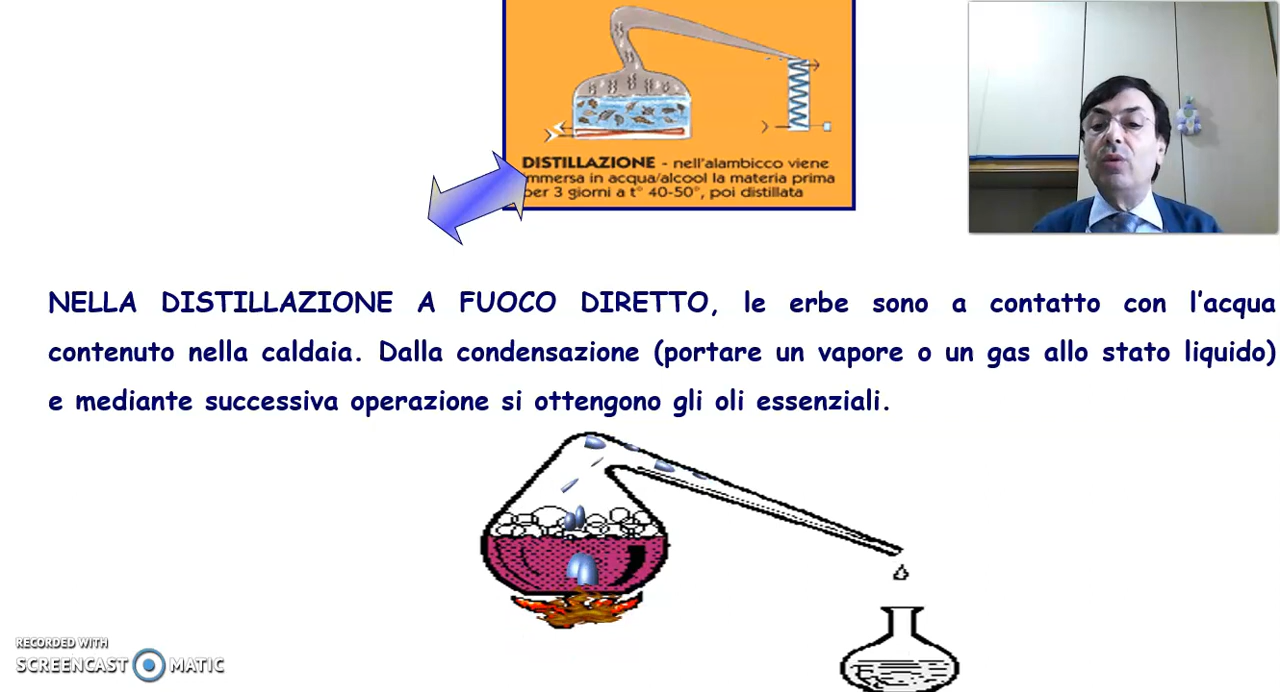 DISTILLAZIONE - nell'alambicco viene
immersa in acqua/alcool la materia prima
per 3 giorni a t° 40-50°, poi distillata
NELLA DISTILLAZIONE A FUOCO DIRETTO, le erbe sono a contatto con l'acqua
contenuto nella caldaia. Dalla condensazione (portare un vapore o un gas allo stato liquido)
e mediante successiva operazione si ottengono gli oli essenziali.
RECORDED WITH
SCREENCAST MATIC